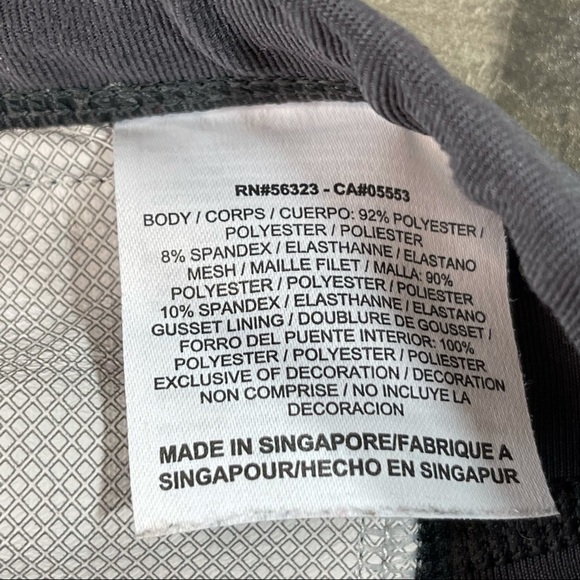 RN#56323 - CA#05553
BODY / CORPS / CUERPO: 92% POLYESTER /
POLYESTER / POLIESTER
8% SPANDEX / ELASTHANNE / ELASTANO
MESH / MAILLE FILET / MALLA: 90%
POLYESTER / POLYESTER / POLIESTER
10% SPANDEX / ELASTHANNE / ELASTANO
GUSSET LINING / DOUBLURE DE GOUSSET /
FORRO DEL PUENTE INTERIOR: 100%
POLYESTER / POLYESTER / POLIESTER
EXCLUSIVE OF DECORATION / DECORATION
NON COMPRISE / NO INCLUYE LA
DECORACION
MADE IN SINGAPORE/FABRIQUE A
SINGAPOUR/HECHO EN SINGAPUR